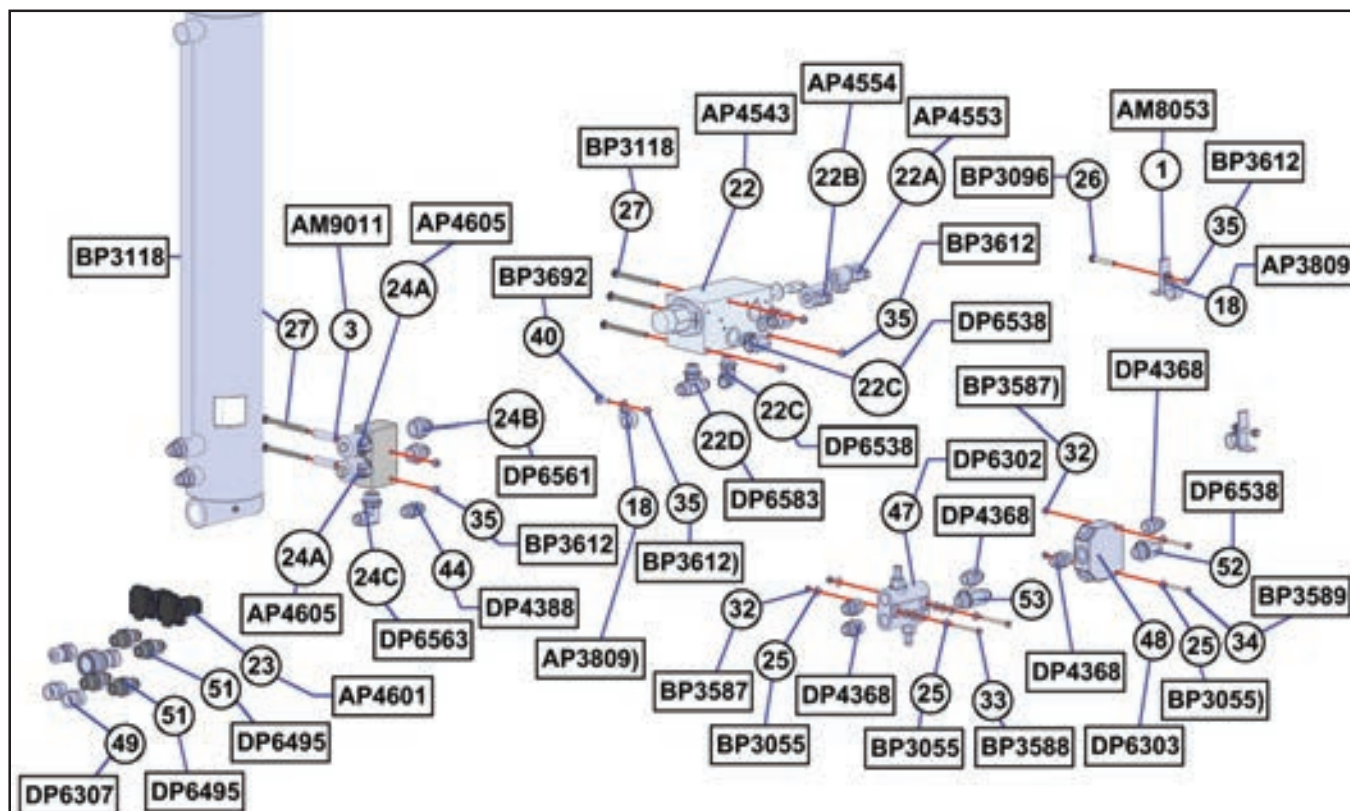 AP4554
AP4543
AP4553
AM8053
BP3118
22B
22A
BP3096
26
1
BP3612
22
27
35
AM9011
AP4605
BP3612
AP3809
BP3118
24A
BP3692
18
27
3
40
35
DP6538
22C
BP3587)
DP4368
24B
22D
22C
DP6561
DP6538
32
DP6302
DP6538
18
35
DP6583
35
BP3612
47
DP4368
24A
24C
44
BP3612)
52
BP3589
AP4605
DP4388
32
53
DP6563
AP3809)
25
48
25
34
23
BP3587
DP4368
25
33
DP4368
BP3055)
51
AP4601
49
51
DP6495
BP3055
BP3055
BP3588
DP6303
DP6307
DP6495